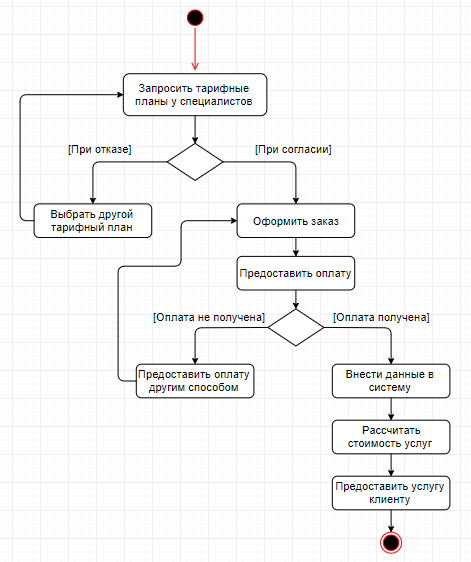 Запросить тарифные
планы у специалистов
[При отказе]
[При согласии]
Выбрать другой
тарифный план
Оформить заказ
Предоставить оплату
[Оплата не получена]
[Оплата получена]
Предоставить оплату
другим способом
Внести данные в
систему
Рассчитать
стоимость услуг
Предоставить услугу
клиенту